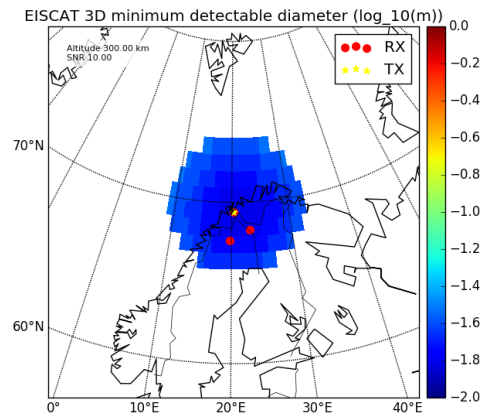 EISCAT 3D minimum detectable diameter (log_10(m))
Altitude 300.00 km
SNR 10.00
RX
TX
70°N
60°N
0°
10°E
20°E
30°E
40°E
0.0
−0.2
−0.4
−0.6
−0.8
−1.0
−1.2
−1.4
−1.6
−1.8
−2.0